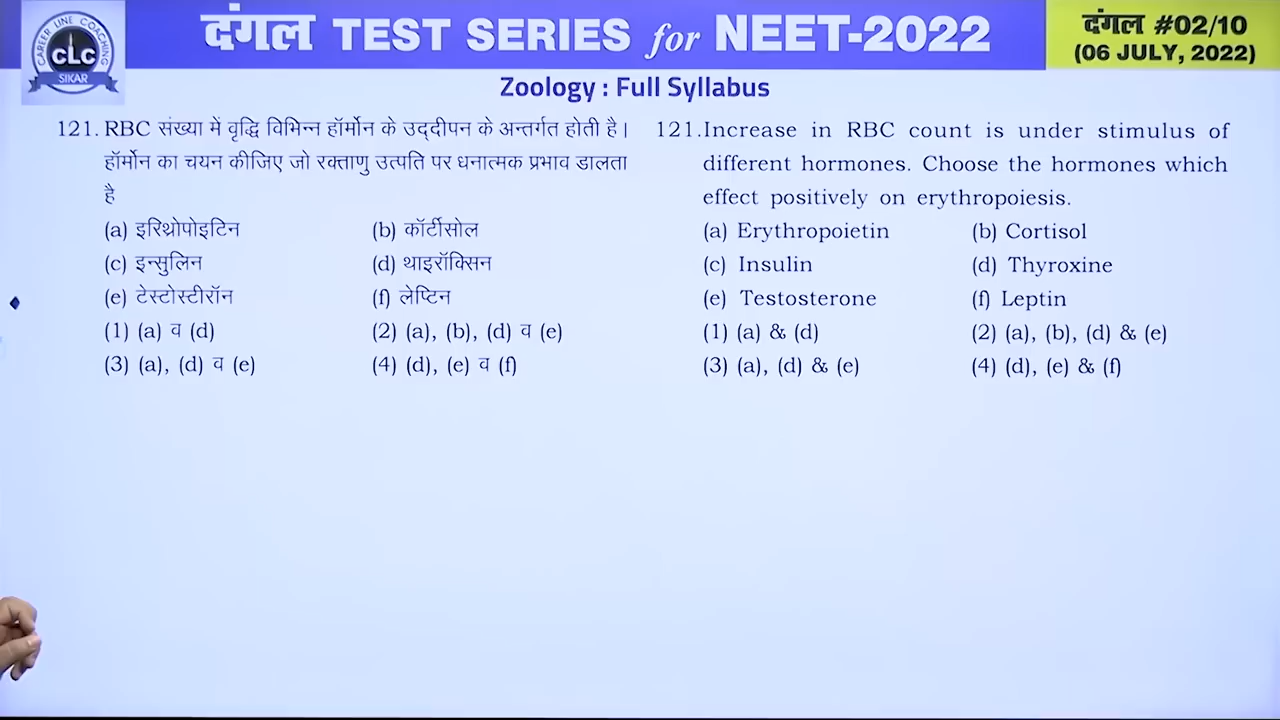 CAREER LINE COACHING
CLC
SIKAR
दंगल TEST SERIES for NEET-2022
दंगल #02/10
(06 JULY, 2022)
Zoology : Full Syllabus
121. RBC संख्या में वृद्धि विभिन्न हॉर्मोन के उद्दीपन के अन्तर्गत होती है।
हॉर्मोन का चयन कीजिए जो रक्ताणु उत्पति पर धनात्मक प्रभाव डालता
है
(a) इरिथ्रोपोइटिन (b) कॉर्टीसोल
(c) इन्सुलिन (d) थाइरॉक्सिन
(e) टेस्टोस्टीरॉन (f) लेप्टिन
(1) (a) व (d) (2) (a), (b), (d) व (e)
(3) (a), (d) व (e) (4) (d), (e) व (f)
121. Increase in RBC count is under stimulus of
different hormones. Choose the hormones which
effect positively on erythropoiesis.
(a) Erythropoietin (b) Cortisol
(c) Insulin (d) Thyroxine
(e) Testosterone (f) Leptin
(1) (a) & (d) (2) (a), (b), (d) & (e)
(3) (a), (d) & (e) (4) (d), (e) & (f)